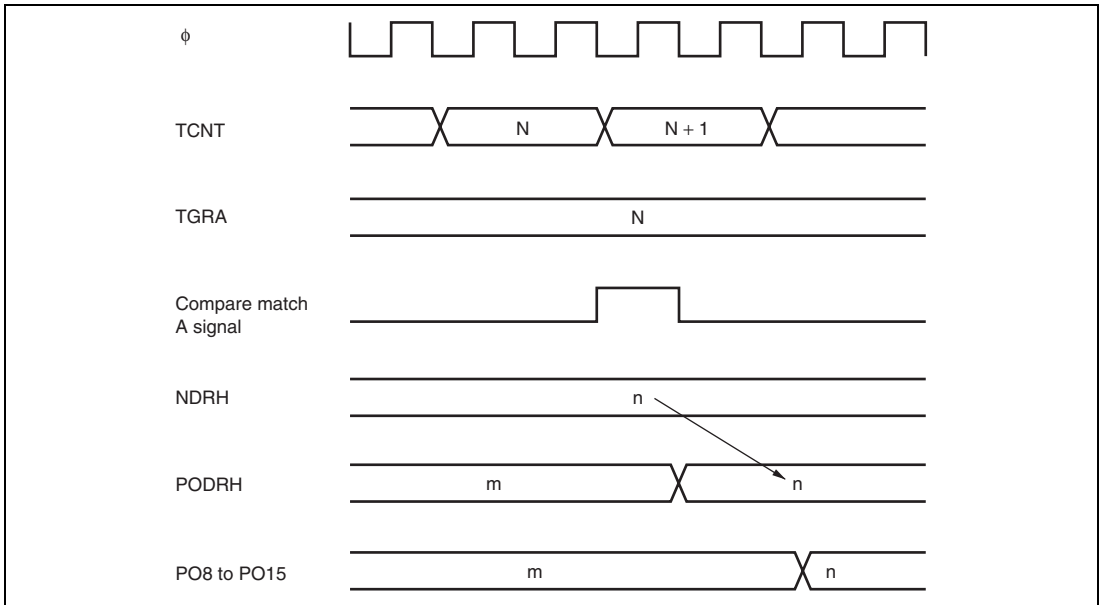 ϕ
TCNT
N
N + 1
TGRA
N
Compare match
A signal
NDRH
n
PODRH
m
n
PO8 to PO15
m
n